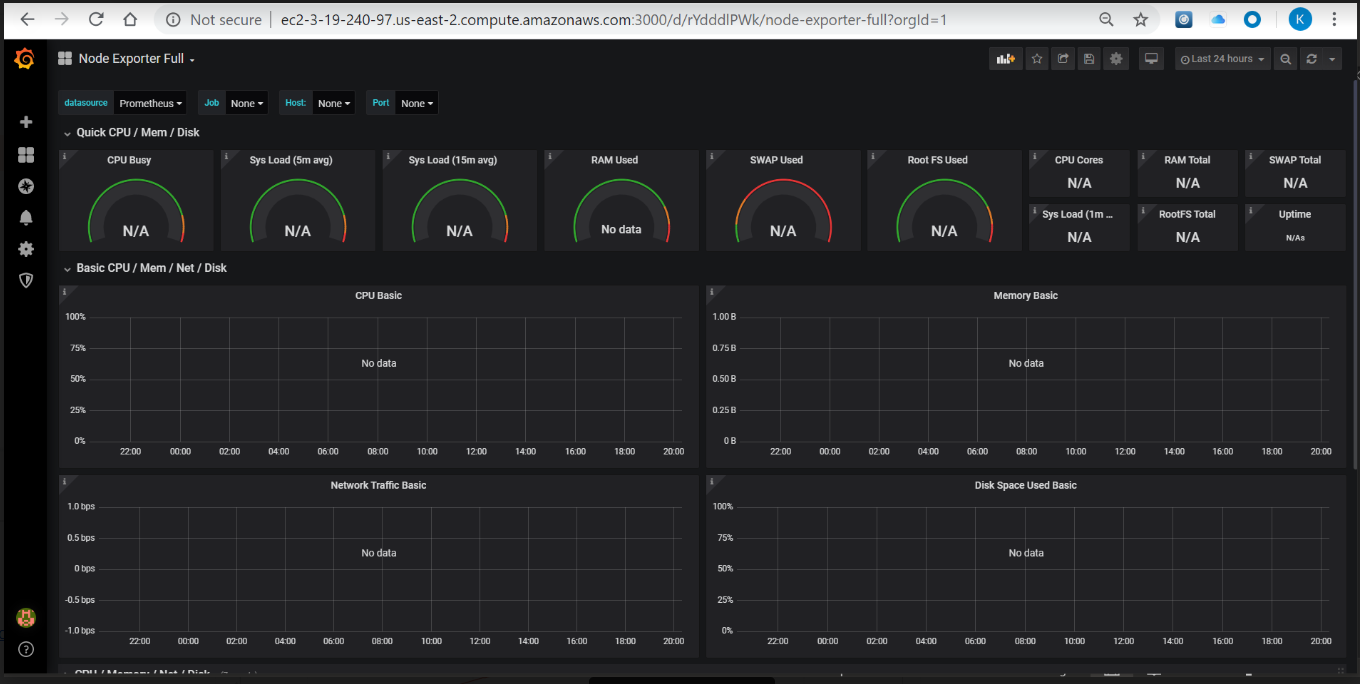 Not secure | ec2-3-19-240-97.us-east-2.compute.amazonaws.com:3000/d/rYdddlPWk/node-exporter-full?orgId=1 K
Node Exporter Full
Last 24 hours
datasource Prometheus Job None Host: None Port None
Quick CPU / Mem / Disk
CPU Busy
N/A
Sys Load (5m avg)
N/A
Sys Load (15m avg)
N/A
RAM Used
No data
SWAP Used
N/A
Root FS Used
N/A
CPU Cores
N/A
RAM Total
N/A
SWAP Total
N/A
Sys Load (1m ...
N/A
RootFS Total
N/A
Uptime
N/As
Basic CPU / Mem / Net / Disk
CPU Basic
100%
75%
No data
50%
25%
0%
22:00 00:00 02:00 04:00 06:00 08:00 10:00 12:00 14:00 16:00 18:00 20:00
Memory Basic
1.00 B
0.75 B
No data
0.50 B
0.25 B
0 B
22:00 00:00 02:00 04:00 06:00 08:00 10:00 12:00 14:00 16:00 18:00 20:00
Network Traffic Basic
1.0 bps
0.5 bps
No data
0 bps
-0.5 bps
-1.0 bps
22:00 00:00 02:00 04:00 06:00 08:00 10:00 12:00 14:00 16:00 18:00 20:00
Disk Space Used Basic
100%
75%
No data
50%
25%
0%
22:00 00:00 02:00 04:00 06:00 08:00 10:00 12:00 14:00 16:00 18:00 20:00
CPU / Memory / Net / Disk